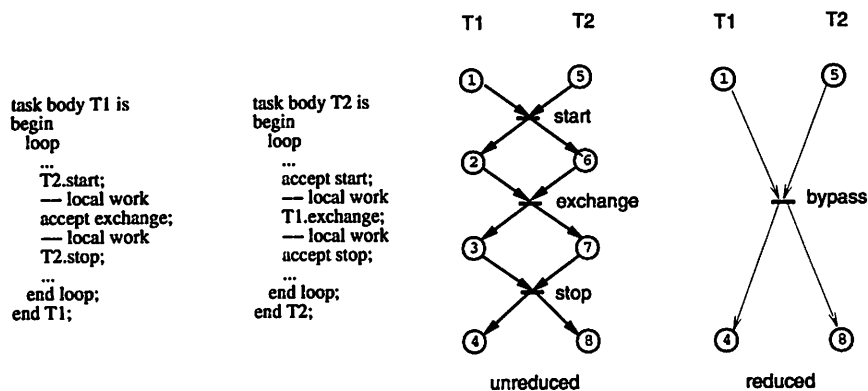 task body T1 is
begin
loop
...
T2.start;
— local work
accept exchange;
— local work
T2.stop;
...
end loop;
end T1;
task body T2 is
begin
loop
...
accept start;
— local work
T1.exchange;
— local work
accept stop;
...
end loop;
end T2;
T1 T2
1 5
start
2 6
exchange
3 7
stop
4 8
unreduced
T1 T2
1 5
bypass
4 8
reduced